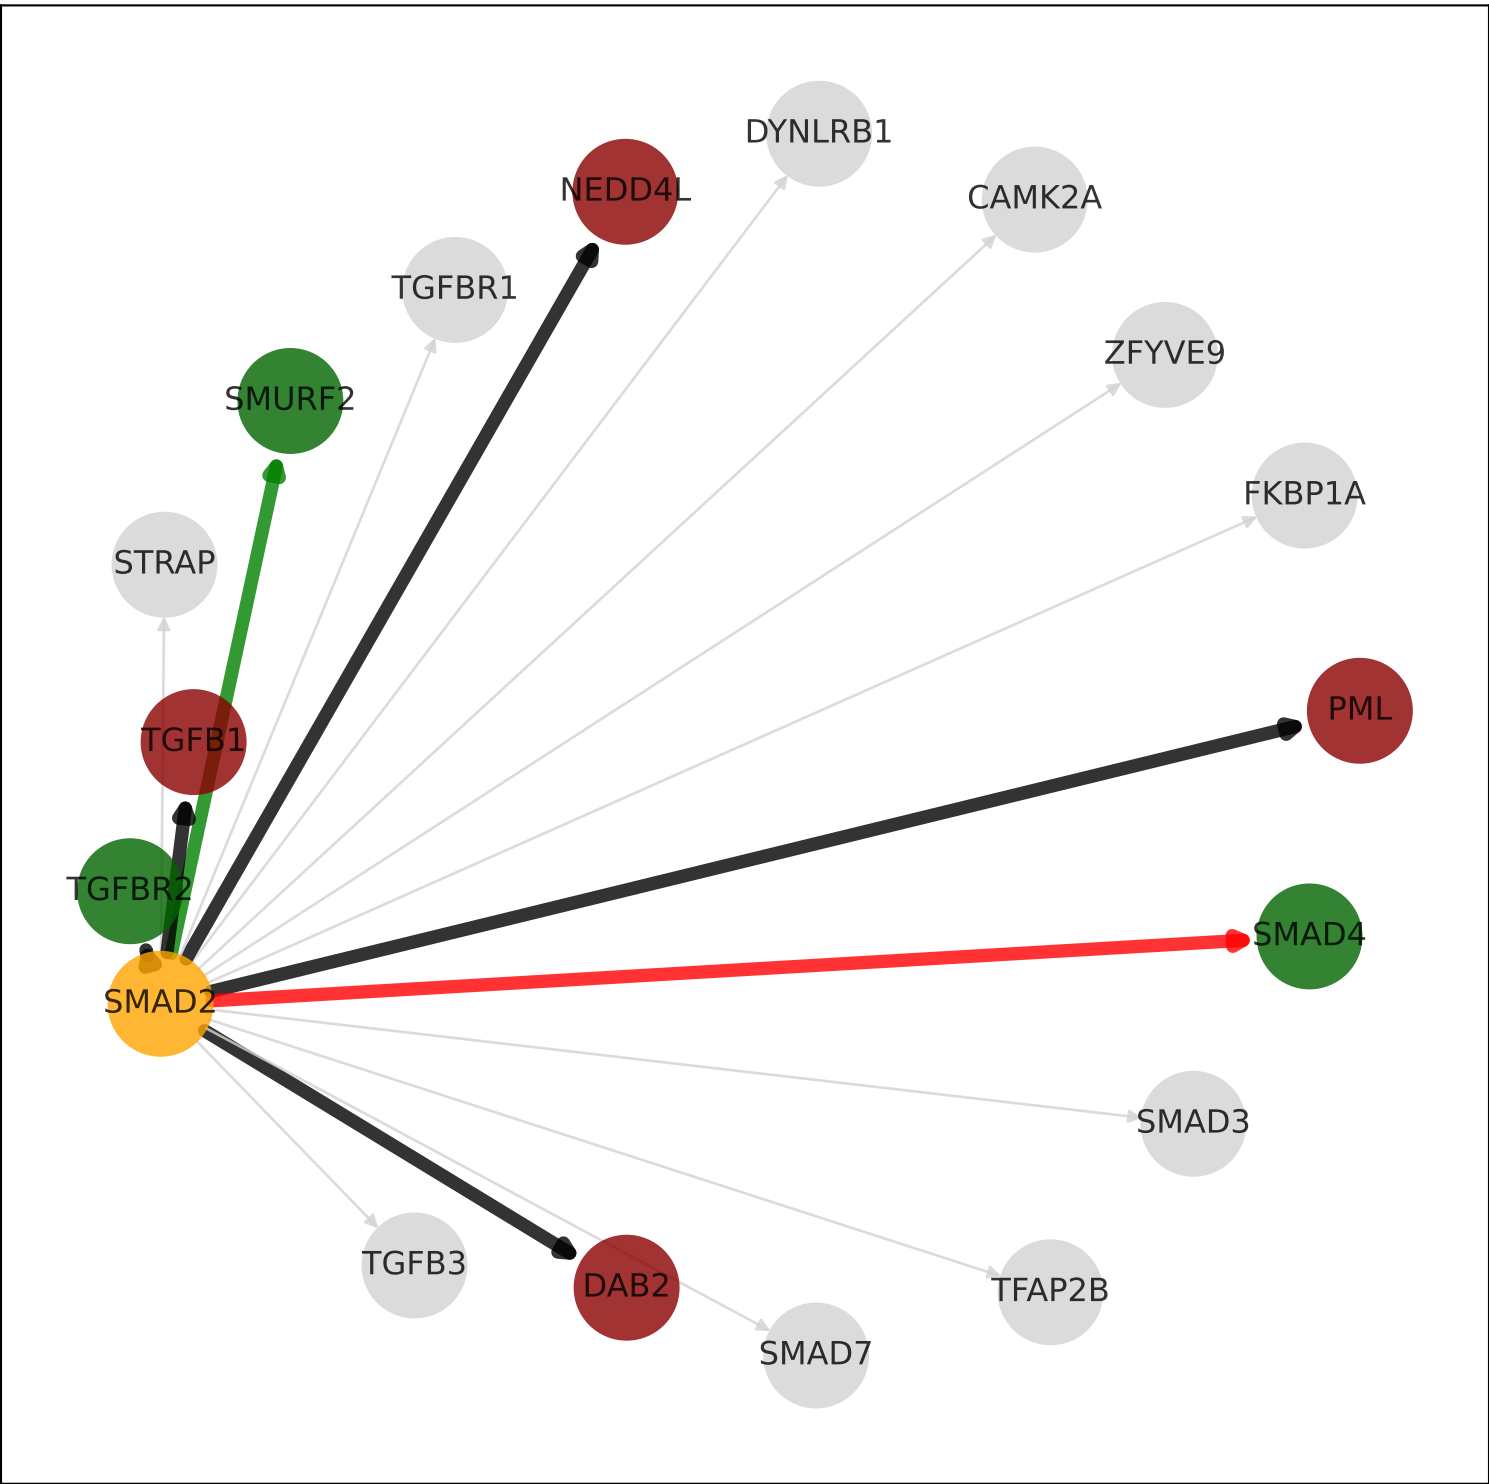 DYNLRB1
NEDD4L
CAMK2A
TGFBR1
ZFYVE9
SMURF2
FKBP1A
STRAP
PML
TGFB1
TGFBR2
SMAD4
SMAD2
SMAD3
TGFB3
DAB2
TFAP2B
SMAD7